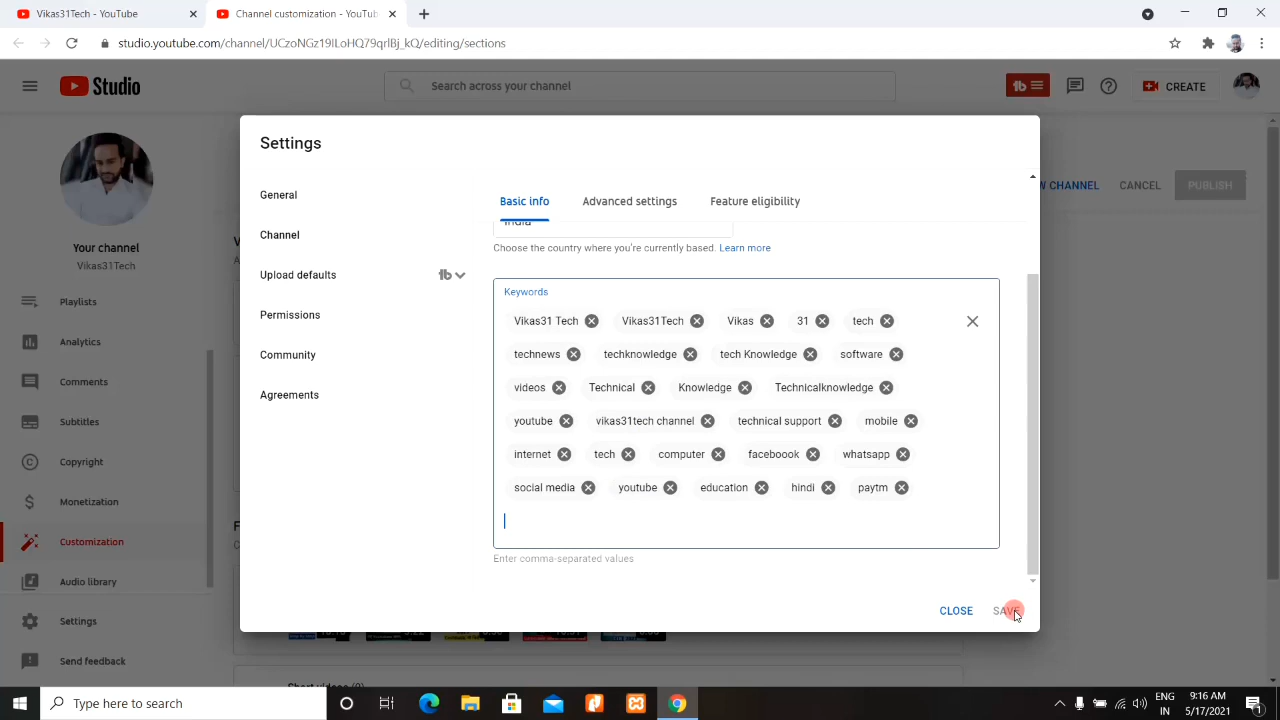 Vikas31Tech - YouTube
Channel customization - YouTub
studio.youtube.com/channel/UCzoNGz19ILoHQ79qrlBj_kQ/editing/sections
Studio
Search across your channel
CREATE
Settings
General
Channel
Upload defaults
Permissions
Community
Agreements
Basic info
Advanced settings
Feature eligibility
India
Choose the country where you're currently based. Learn more
Keywords
Vikas31 Tech Vikas31Tech Vikas 31 tech
technews techknowledge tech Knowledge software
videos Technical Knowledge Technicalknowledge
youtube vikas31tech channel technical support mobile
internet tech computer faceboook whatsapp
social media youtube education hindi paytm
Enter comma-separated values
CLOSE SAVE
W CHANNEL CANCEL PUBLISH
Your channel
Vikas31Tech
Playlists
Analytics
Comments
Subtitles
Copyright
Monetization
Customization
Audio library
Settings
Send feedback
Type here to search
ENG
IN
9:16 AM
5/17/2021